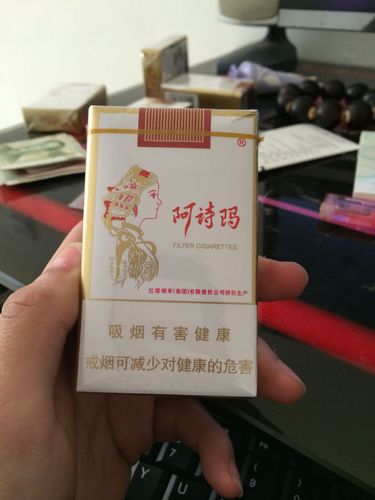 ®
阿诗玛
FILTER CIGARETTES
红塔烟草(集团)有限责任公司授权生产
吸烟有害健康
戒烟可减少对健康的危害